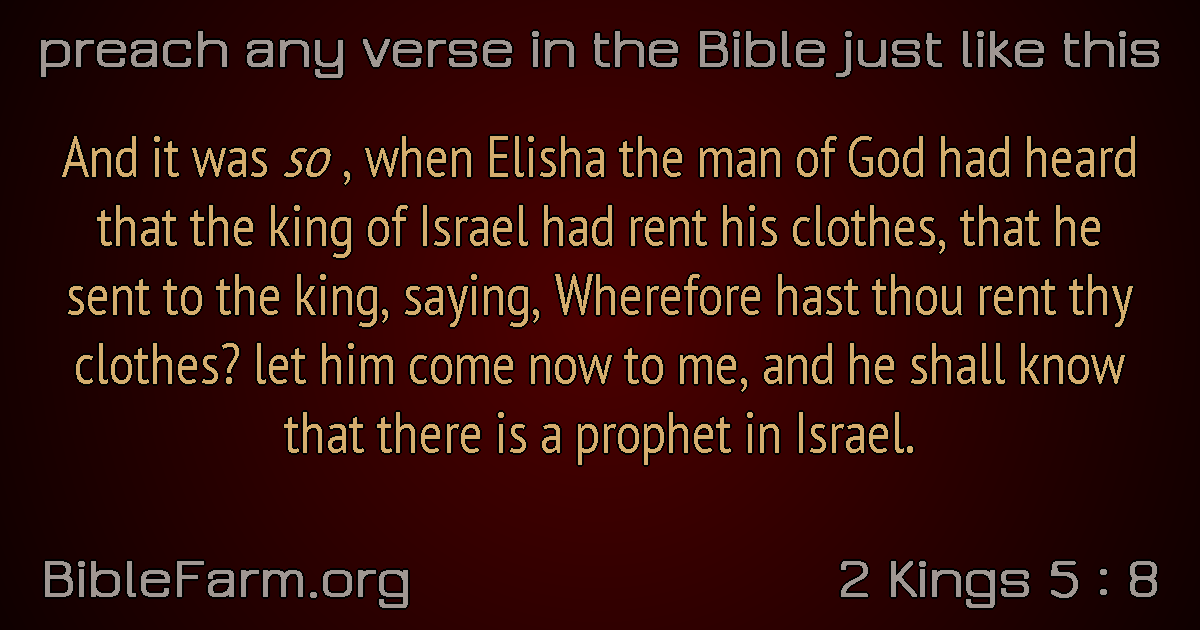 preach any verse in the Bible just like this
And it was so , when Elisha the man of God had heard
that the king of Israel had rent his clothes, that he
sent to the king, saying, Wherefore hast thou rent thy
clothes? let him come now to me, and he shall know
that there is a prophet in Israel.
BibleFarm.org
2 Kings 5 : 8